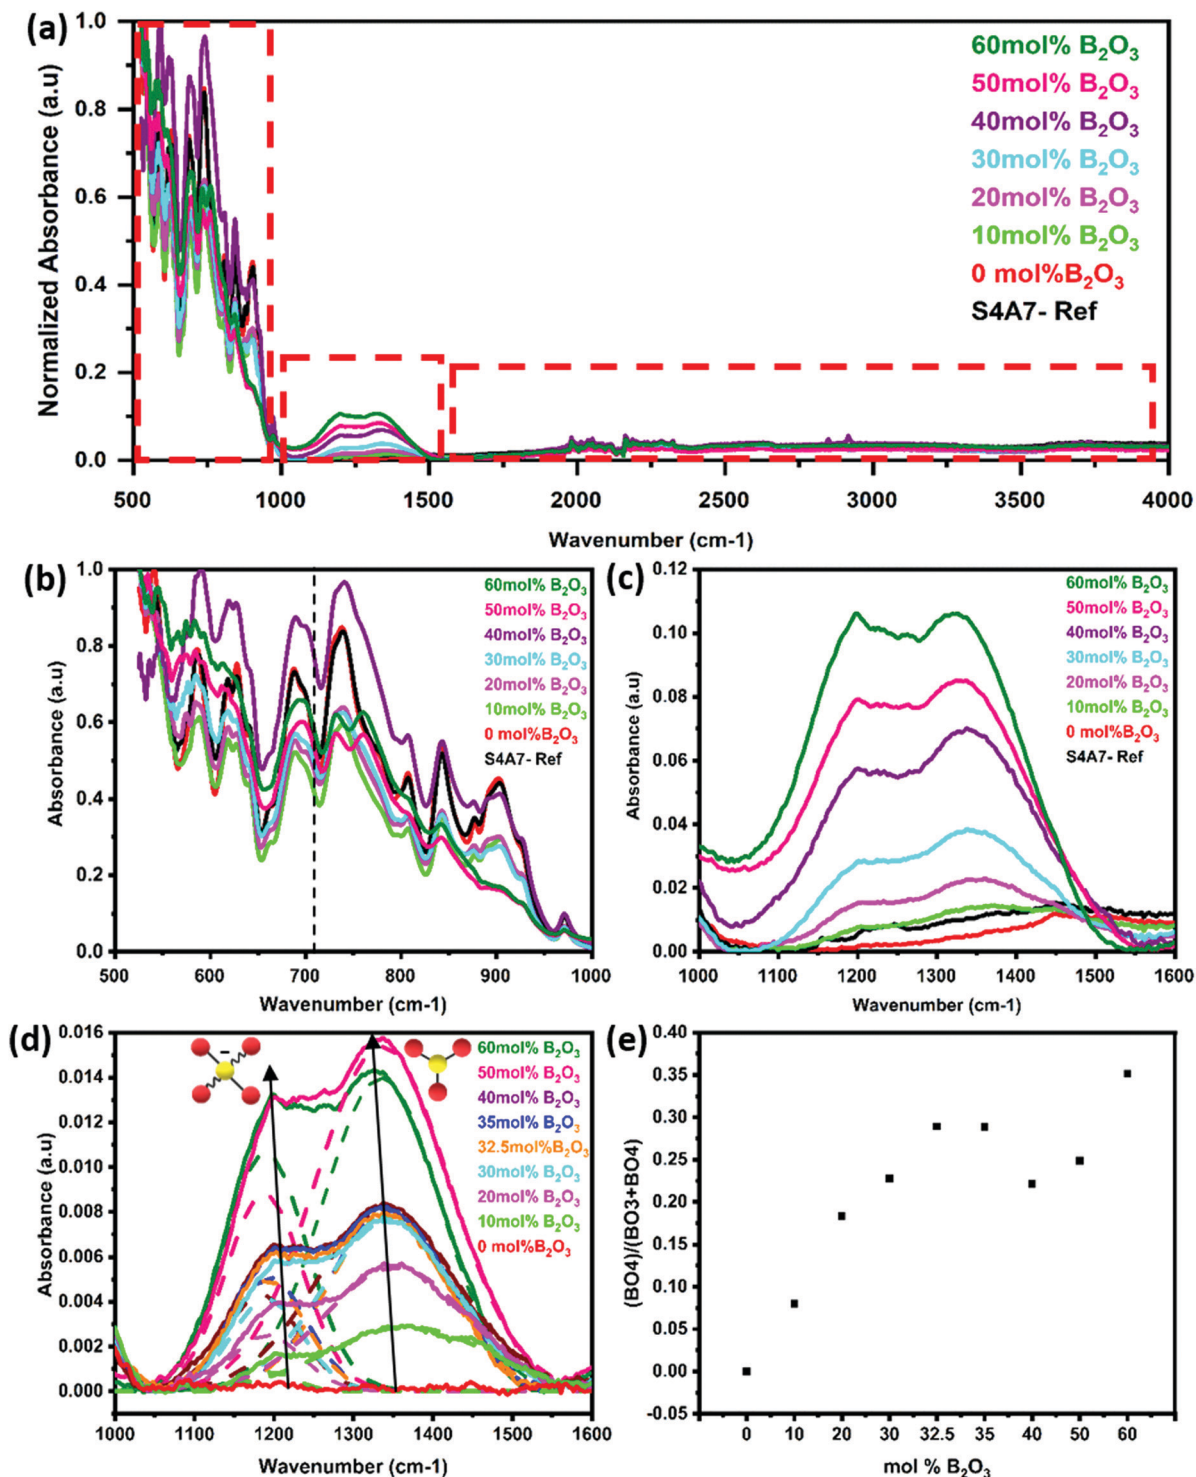 (a)
Normalized Absorbance (a.u)
1.0
0.8
0.6
0.4
0.2
0.0
60mol% B₂O₃
50mol% B₂O₃
40mol% B₂O₃
30mol% B₂O₃
20mol% B₂O₃
10mol% B₂O₃
0 mol%B₂O₃
S4A7- Ref
500 1000 1500 2000 2500 3000 3500 4000
Wavenumber (cm-1)
(b)
Absorbance (a.u)
1.0
0.8
0.6
0.4
0.2
0.0
60mol% B₂O₃
50mol% B₂O₃
40mol% B₂O₃
30mol% B₂O₃
20mol% B₂O₃
10mol% B₂O₃
0 mol%B₂O₃
S4A7- Ref
500 600 700 800 900 1000
Wavenumber (cm-1)
(c)
Absorbance (a.u)
0.12
0.10
0.08
0.06
0.04
0.02
0.00
60mol% B₂O₃
50mol% B₂O₃
40mol% B₂O₃
30mol% B₂O₃
20mol% B₂O₃
10mol% B₂O₃
0 mol%B₂O₃
S4A7- Ref
1000 1100 1200 1300 1400 1500 1600
Wavenumber (cm-1)
(d)
Absorbance (a.u)
0.016
0.014
0.012
0.010
0.008
0.006
0.004
0.002
0.000
-
60mol% B₂O₃
50mol% B₂O₃
40mol% B₂O₃
35mol% B₂O₃
32.5mol%B₂O₃
30mol% B₂O₃
20mol% B₂O₃
10mol% B₂O₃
0 mol%B₂O₃
1000 1100 1200 1300 1400 1500 1600
Wavenumber (cm-1)
(e)
(BO4)/(BO3+BO4)
0.40
0.35
0.30
0.25
0.20
0.15
0.10
0.05
0.00
-0.05
0 10 20 30 32.5 35 40 50 60
mol % B₂O₃